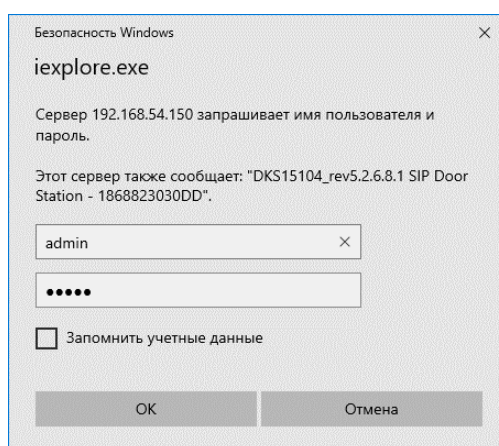 Безопасность Windows
iexplore.exe
Сервер 192.168.54.150 запрашивает имя пользователя и
пароль.
Этот сервер также сообщает: "DKS15104_rev5.2.6.8.1 SIP Door
Station - 1868823030DD".
admin
●●●●●
Запомнить учетные данные
OK
Отмена